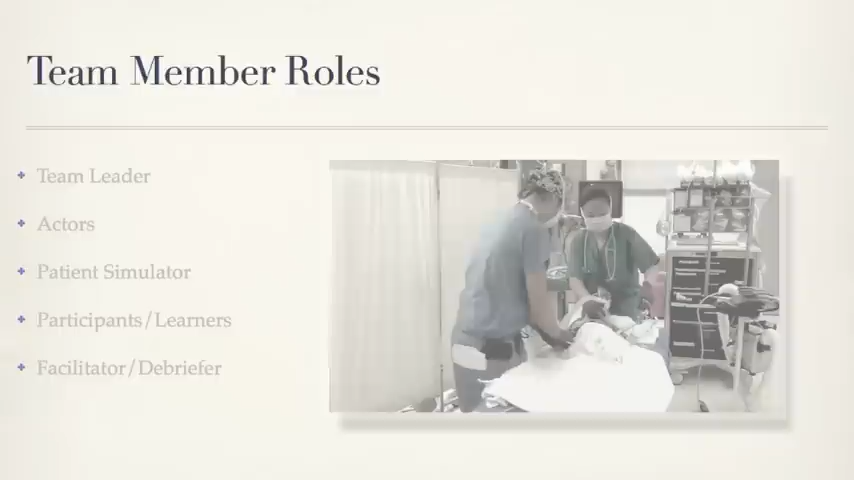 Team Member Roles
Team Leader
Actors
Patient Simulator
Participants/Learners
Facilitator/Debriefer